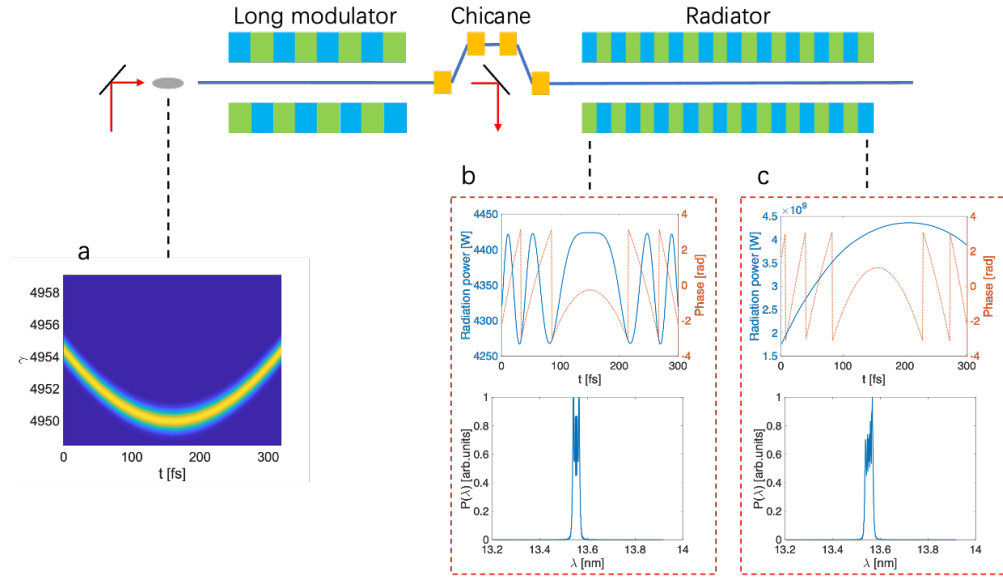 Long modulator
Chicane
Radiator
a
4958
4956
4954
4952
4950
γ
0 100 200 300
t [fs]
b
4450
4420
4400
4350
4300
4250
Radiation power [W]
4
2
0
-2
-4
Phase [rad]
0 100 200 300
t [fs]
1
0.8
0.6
0.4
0.2
0
P(λ) [arb.units]
13.2 13.4 13.6 13.8 14
λ [nm]
c
×10⁹
4.5
4
3.5
3
2.5
2
1.5
Radiation power [W]
4
2
0
-2
-4
Phase [rad]
0 100 200 300
t [fs]
1
0.8
0.6
0.4
0.2
0
P(λ) [arb.units]
13.2 13.4 13.6 13.8 14
λ [nm]